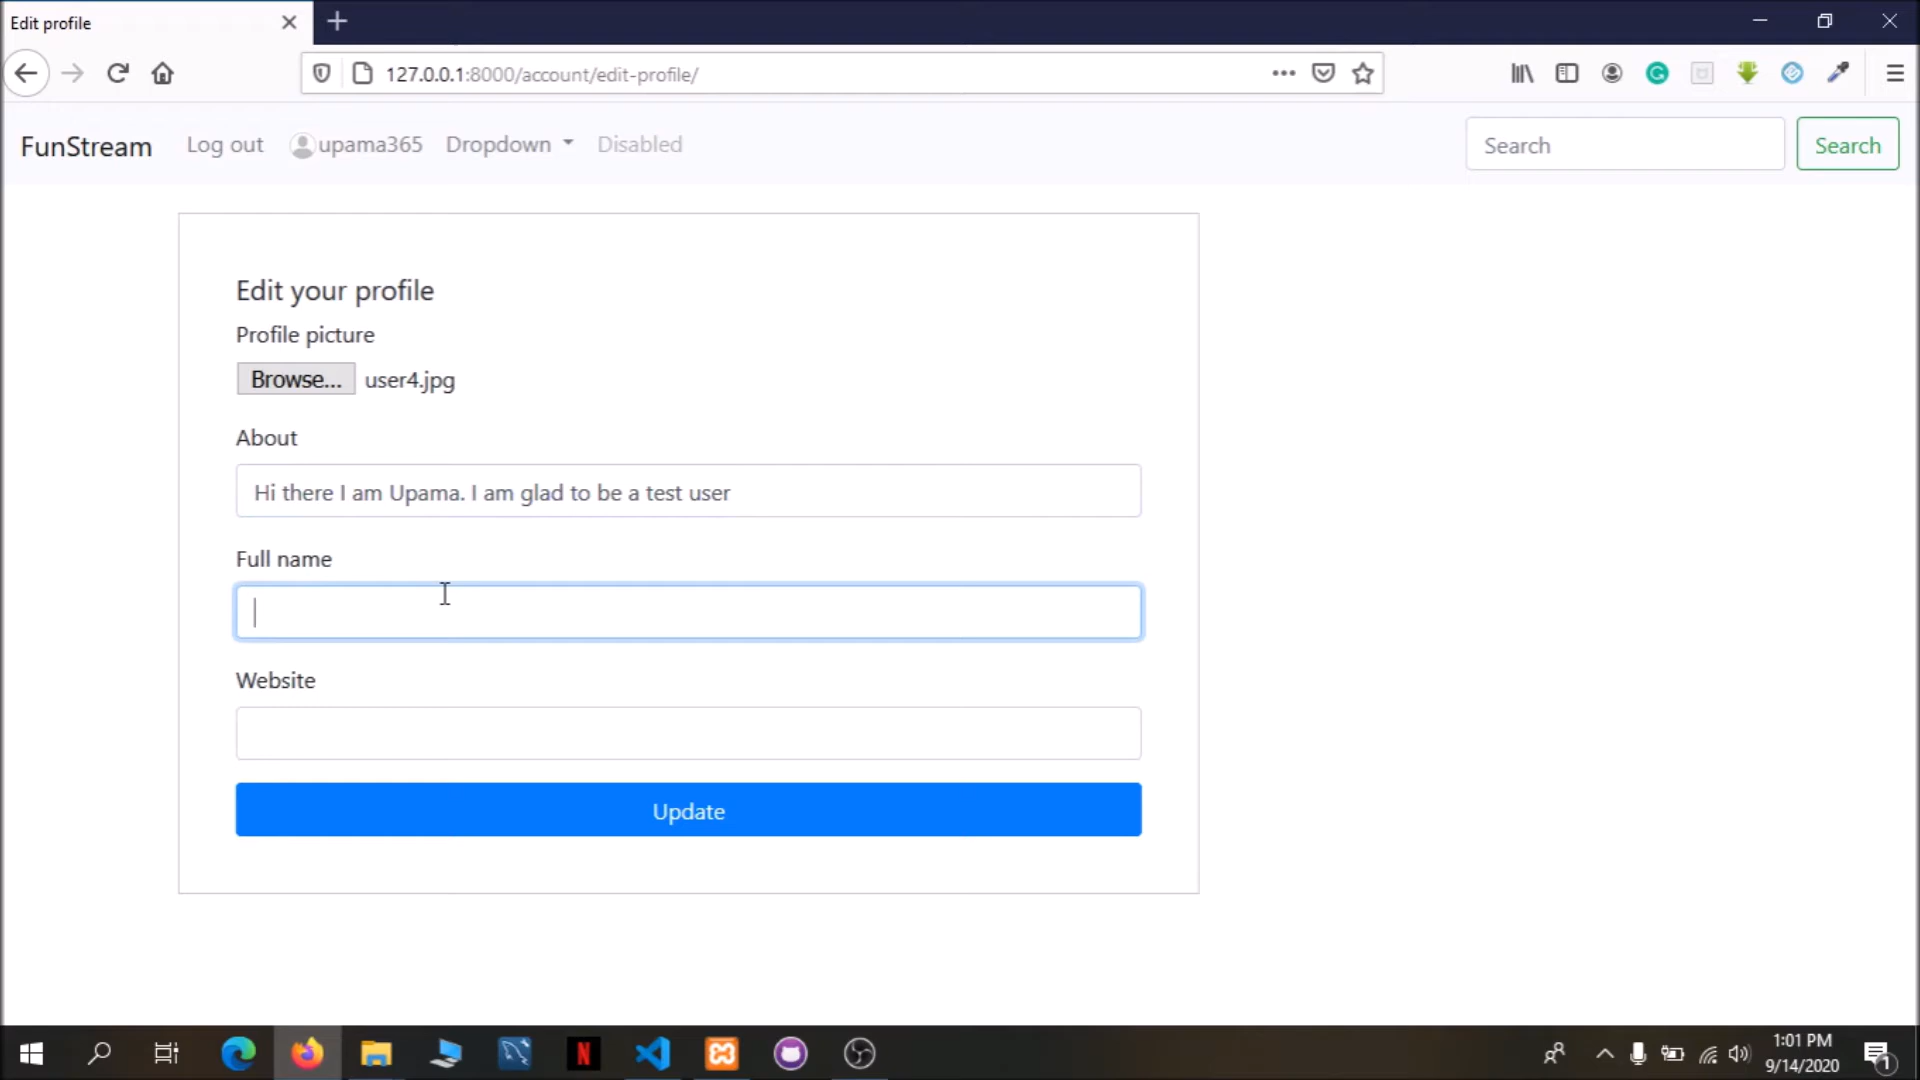 Edit profile
127.0.0.1:8000/account/edit-profile/
FunStream Log out upama365 Dropdown Disabled Search Search
Edit your profile
Profile picture
Browse... user4.jpg
About
Hi there I am Upama. I am glad to be a test user
Full name
Website
Update
1:01 PM
9/14/2020
1